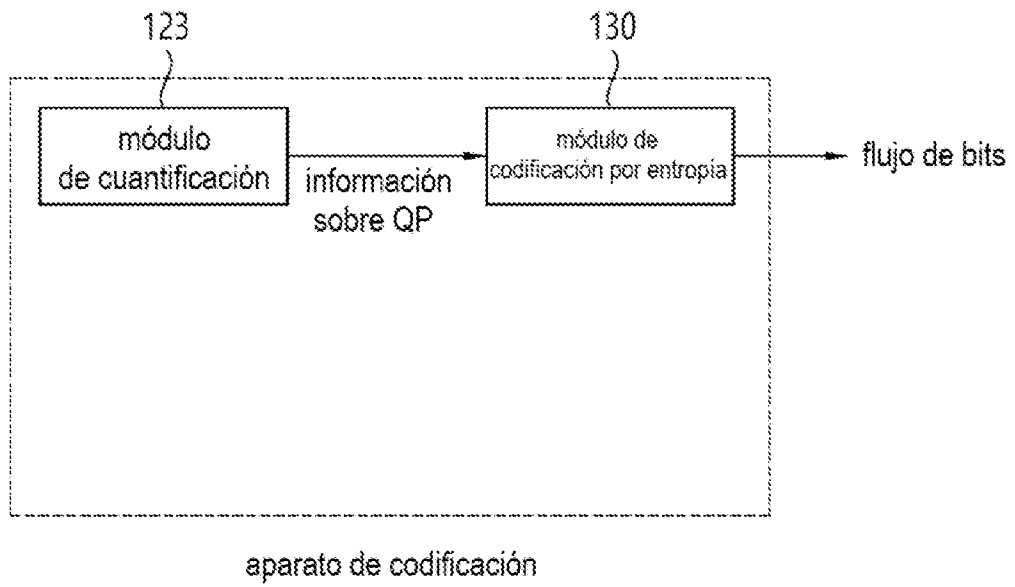 123
130
módulo
de cuantificación
información
sobre QP
módulo de
codificación por entropía
flujo de bits
aparato de codificación